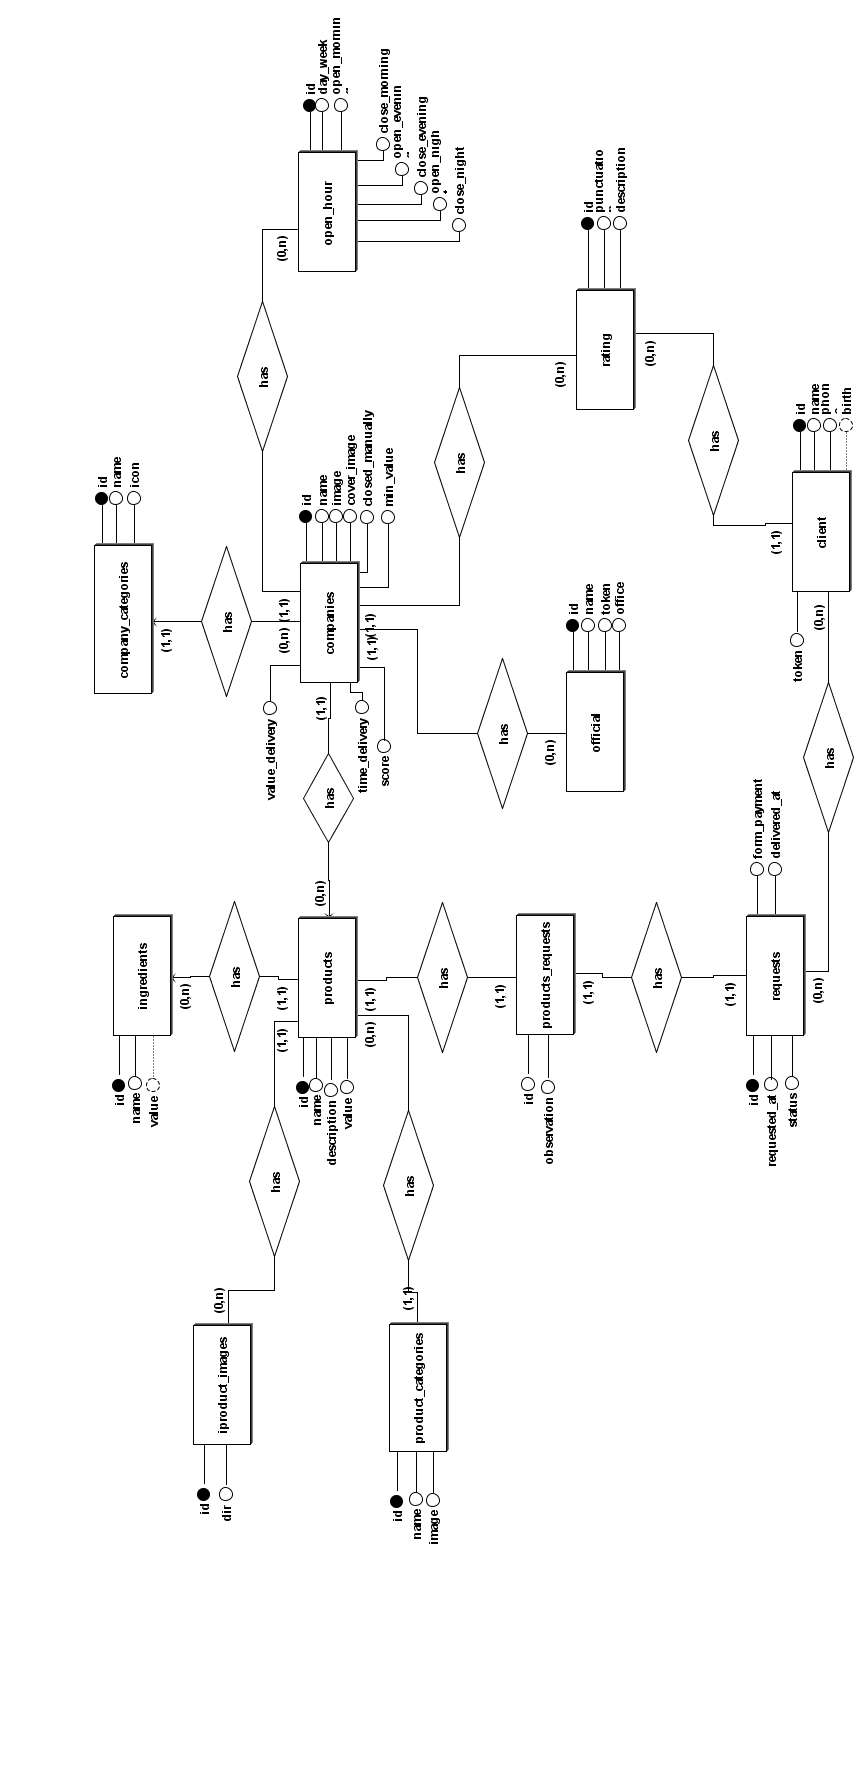 id
day_week
open_mornin
g
close_morning
open_evenin
g
close_evening
open_nigh
t
close_night
open_hour
(0,n)
has
(1,1)
id
name
icon
company_categories
(1,1)
has
(0,n)
id
name
image
cover_image
closed_manually
min_value
companies
value_delivery
time_delivery
score
(1,1)
has
(0,n)
id
punctuatio
n
description
rating
(0,n)
has
(1,1)
id
name
phon
e
birth
client
token
(1,1)
has
(0,n)
id
name
token
office
official
(1,1)
has
(0,n)
ingredients
id
name
value
(0,n)
has
(1,1)
products
id
name
description
value
(1,1)
has
(1,1)
products_requests
id
observation
(1,1)
has
(1,1)
form_payment
delivered_at
requests
id
requested_at
status
(0,n)
has
(0,n)
(1,1)
has
(0,n)
iproduct_images
id
dir
(0,n)
has
(1,1)
product_categories
id
name
image